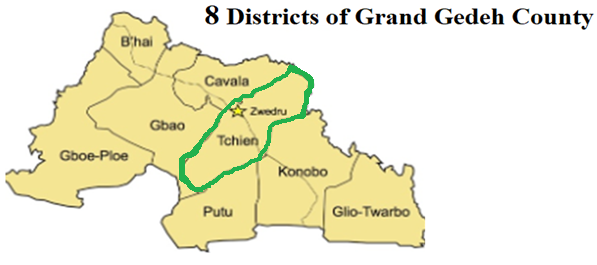 8 Districts of Grand Gedeh County
B'hai
Cavala
Zwedru
Gbao
Tchien
Gboe-Ploe
Konobo
Putu
Glio-Twarbo